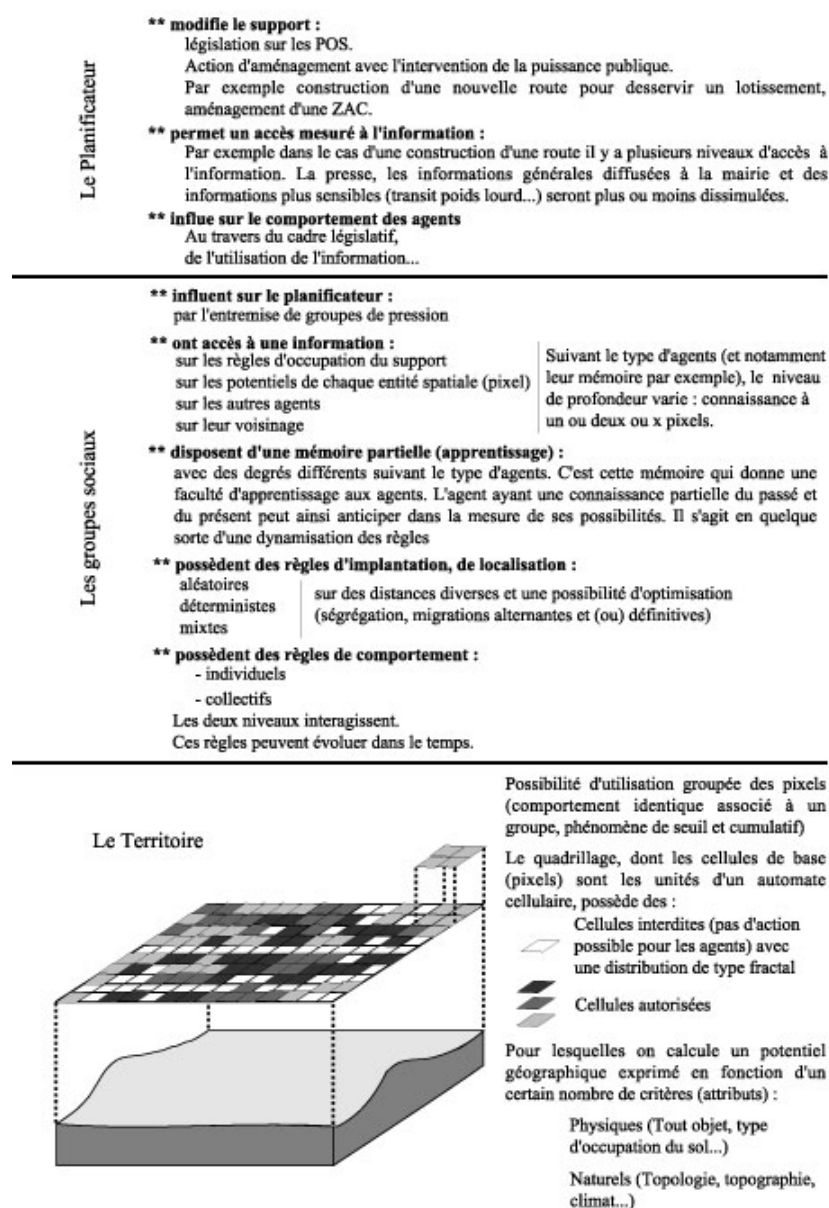 Le Planificateur
** modifie le support :
législation sur les POS.
Action d'aménagement avec l'intervention de la puissance publique.
Par exemple construction d'une nouvelle route pour desservir un lotissement,
aménagement d'une ZAC.
** permet un accès mesuré à l'information :
Par exemple dans le cas d'une construction d'une route il y a plusieurs niveaux d'accès à
l'information. La presse, les informations générales diffusées à la mairie et des
informations plus sensibles (transit poids lourd...) seront plus ou moins dissimulées.
** influe sur le comportement des agents
Au travers du cadre législatif,
de l'utilisation de l'information...
Les groupes sociaux
** influent sur le planificateur :
par l'entremise de groupes de pression
** ont accès à une information :
sur les règles d'occupation du support
sur les potentiels de chaque entité spatiale (pixel)
sur les autres agents
sur leur voisinage
Suivant le type d'agents (et notamment
leur mémoire par exemple), le niveau
de profondeur varie : connaissance à
un ou deux ou x pixels.
** disposent d'une mémoire partielle (apprentissage) :
avec des degrés différents suivant le type d'agents. C'est cette mémoire qui donne une
faculté d'apprentissage aux agents. L'agent ayant une connaissance partielle du passé et
du présent peut ainsi anticiper dans la mesure de ses possibilités. Il s'agit en quelque
sorte d'une dynamisation des règles
** possèdent des règles d'implantation, de localisation :
aléatoires
déterministes
mixtes
sur des distances diverses et une possibilité d'optimisation
(ségrégation, migrations alternantes et (ou) définitives)
** possèdent des règles de comportement :
- individuels
- collectifs
Les deux niveaux interagissent.
Ces règles peuvent évoluer dans le temps.
Le Territoire
Possibilité d'utilisation groupée des pixels
(comportement identique associé à un
groupe, phénomène de seuil et cumulatif)
Le quadrillage, dont les cellules de base
(pixels) sont les unités d'un automate
cellulaire, possède des :
Cellules interdites (pas d'action
possible pour les agents) avec
une distribution de type fractal
Cellules autorisées
Pour lesquelles on calcule un potentiel
géographique exprimé en fonction d'un
certain nombre de critères (attributs) :
Physiques (Tout objet, type
d'occupation du sol...)
Naturels (Topologie, topographie,
climat...)